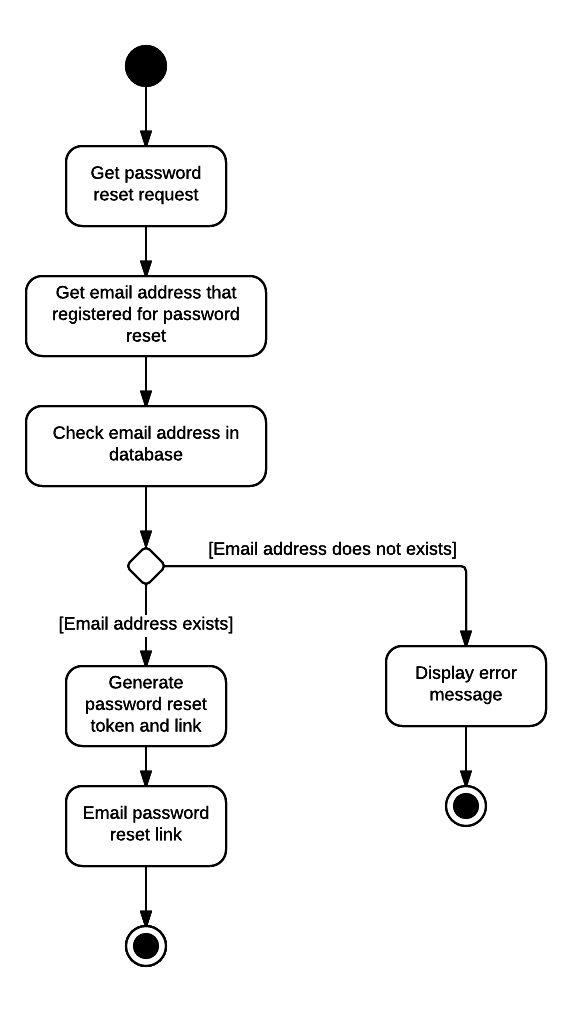 Get password
reset request
Get email address that
registered for password
reset
Check email address in
database
[Email address does not exists]
[Email address exists]
Generate
password reset
token and link
Display error
message
Email password
reset link